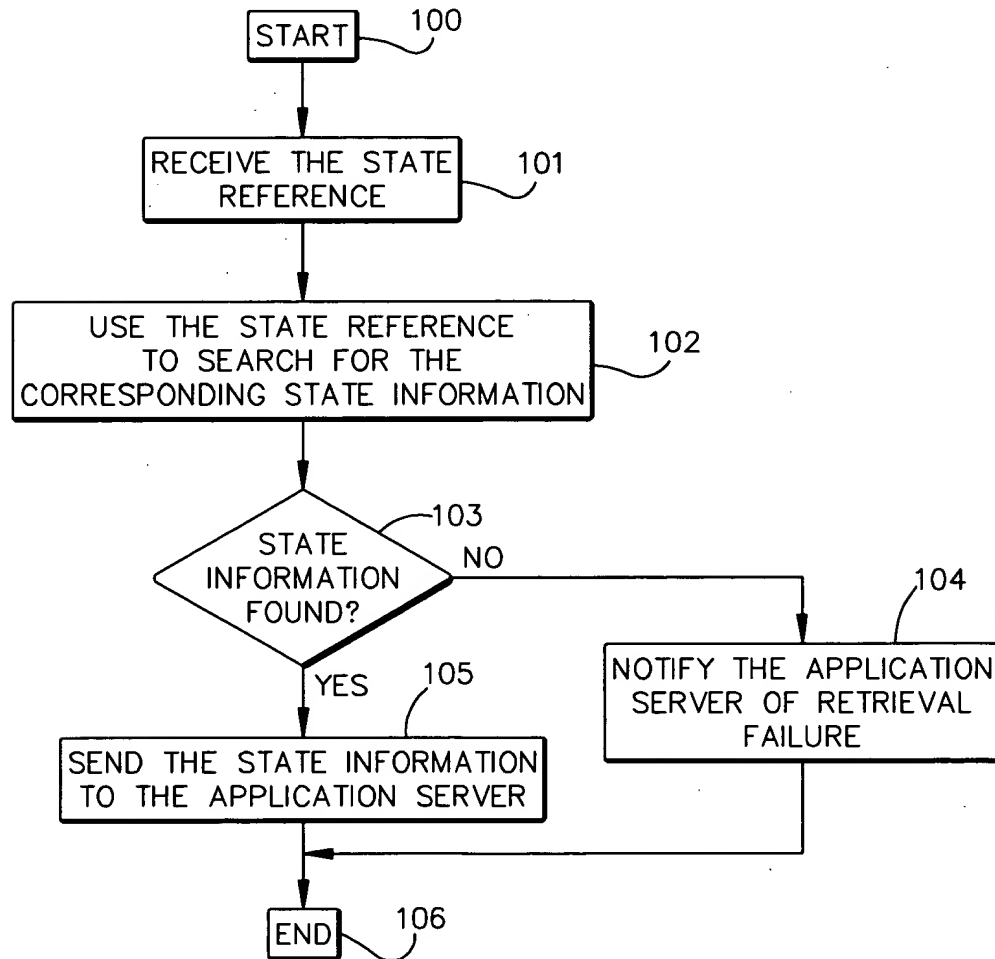 START
100
RECEIVE THE STATE
REFERENCE
101
USE THE STATE REFERENCE
TO SEARCH FOR THE
CORRESPONDING STATE INFORMATION
102
103
STATE
INFORMATION
FOUND?
NO
104
NOTIFY THE APPLICATION
SERVER OF RETRIEVAL
FAILURE
YES
105
SEND THE STATE INFORMATION
TO THE APPLICATION SERVER
END
106